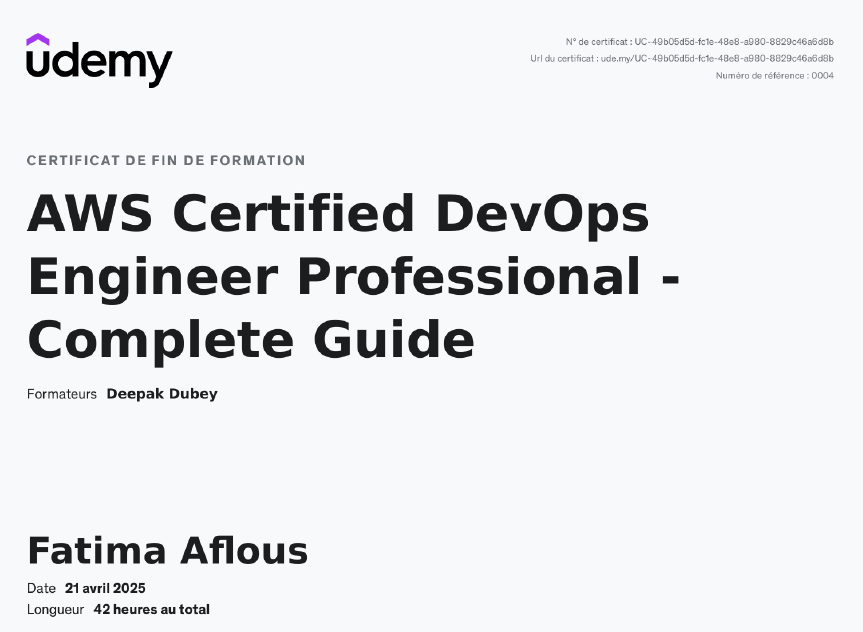 udemy
N° de certificat : UC-49b05d5d-fc1e-48e8-a980-8829c46a6d8b
Url du certificat : ude.my/UC-49b05d5d-fc1e-48e8-a980-8829c46a6d8b
Numéro de référence : 0004
CERTIFICAT DE FIN DE FORMATION
AWS Certified DevOps
Engineer Professional -
Complete Guide
Formateurs Deepak Dubey
Fatima Aflous
Date 21 avril 2025
Longueur 42 heures au total